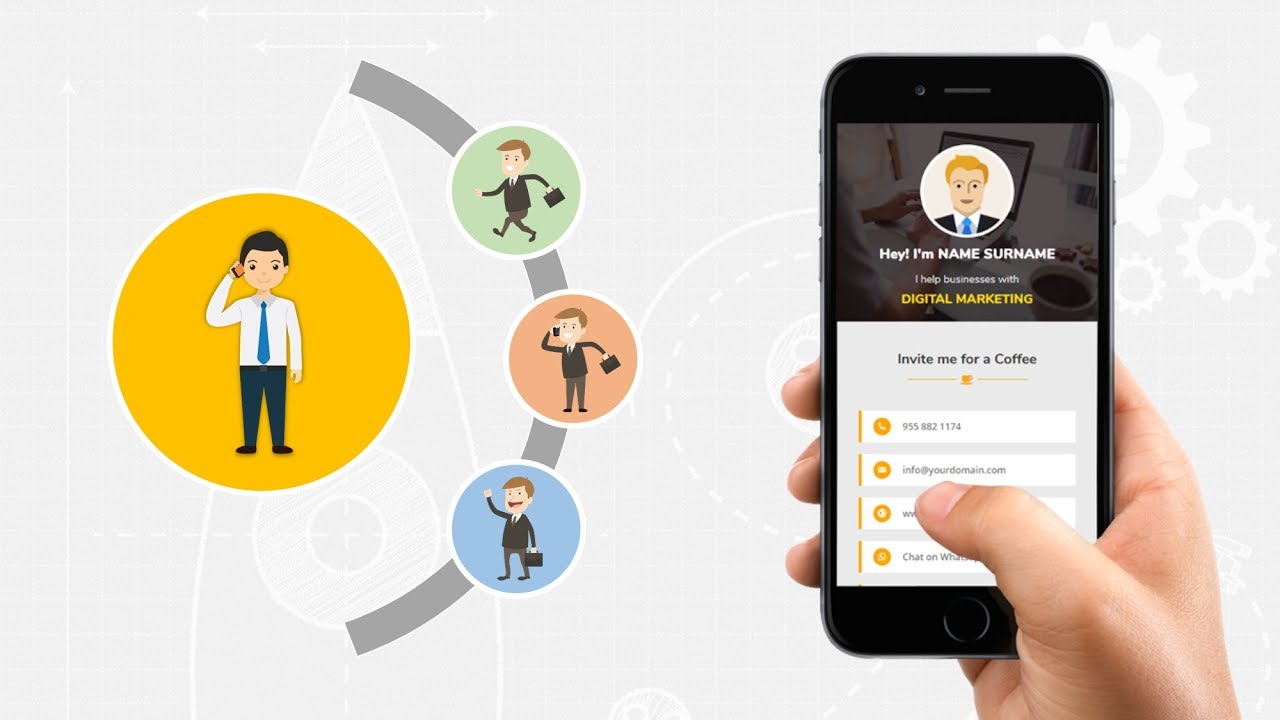 Hey! I'm NAME SURNAME
I help businesses with
DIGITAL MARKETING
Invite me for a Coffee
955 882 1174
info@yourdomain.com
Chat on